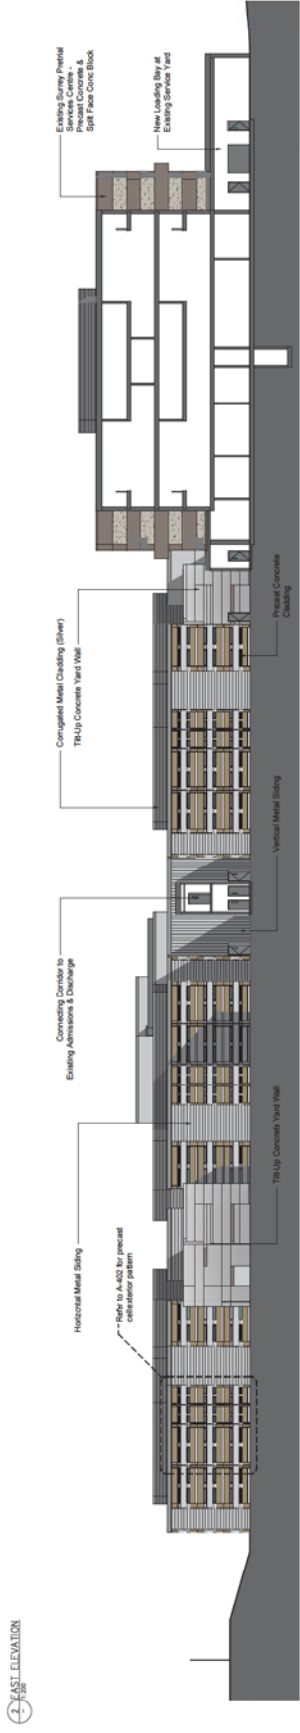 Existing Surrey Pretrial
Services Centre -
Precast Concrete &
Split Face Conc Block
New Loading Bay at
Existing Service Yard
Corrugated Metal Cladding (Silver)
Tilt-Up Concrete Yard Wall
Precast Concrete
Cladding
Connecting Corridor to
Existing Admissions & Discharge
Vertical Metal Siding
Horizontal Metal Siding
Tilt-Up Concrete Yard Wall
Refer to A-402 for precast
cell exterior pattern
2
EAST ELEVATION
1:200